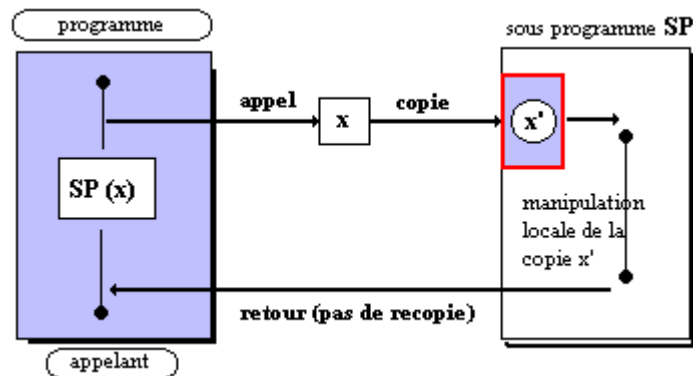 programme
sous programme SP
appel
x
copie
x'
SP (x)
manipulation
locale de la
copie x'
retour (pas de recopie)
appelant